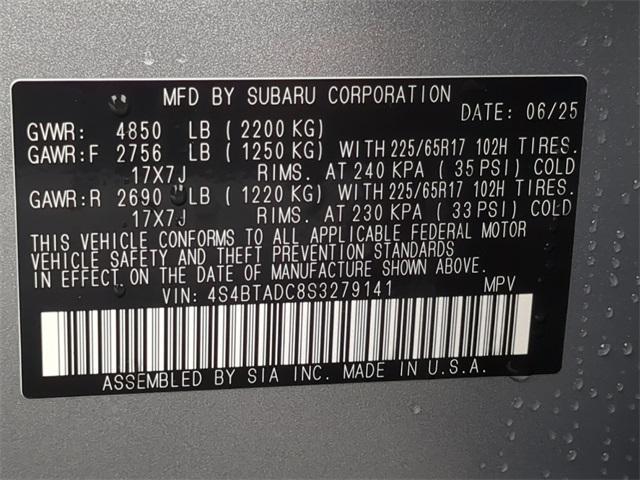 MFD BY SUBARU CORPORATION
DATE: 06/25
GVWR: 4850 LB (2200 KG)
GAWR:F 2756 LB (1250 KG) WITH 225/65R17 102H TIRES.
17X7J RIMS. AT 240 KPA (35 PSI) COLD
GAWR:R 2690 LB (1220 KG) WITH 225/65R17 102H TIRES.
17X7J RIMS. AT 230 KPA (33 PSI) COLD
THIS VEHICLE CONFORMS TO ALL APPLICABLE FEDERAL MOTOR
VEHICLE SAFETY AND THEFT PREVENTION STANDARDS
IN EFFECT ON THE DATE OF MANUFACTURE SHOWN ABOVE.
VIN: 4S4BTADC8S3279141 MPV
ASSEMBLED BY SIA INC. MADE IN U.S.A.